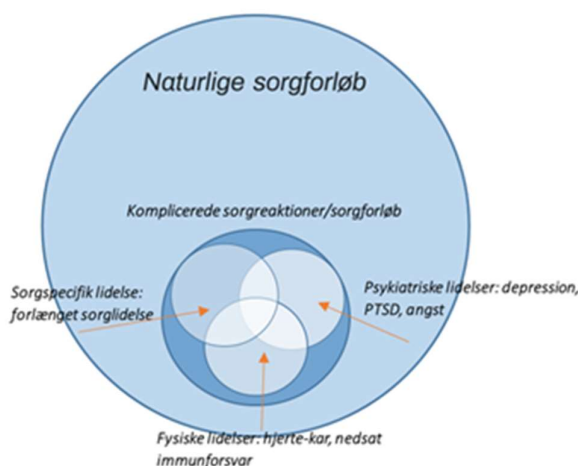 Naturlige sorgforløb
Komplicerede sorgreaktioner/sorgforløb
Sorgspecifik lidelse:
forlænget sorglidelse
Psykiatriske lidelser: depression,
PTSD, angst
Fysiske lidelser: hjerte-kar, nedsat
immunforsvar